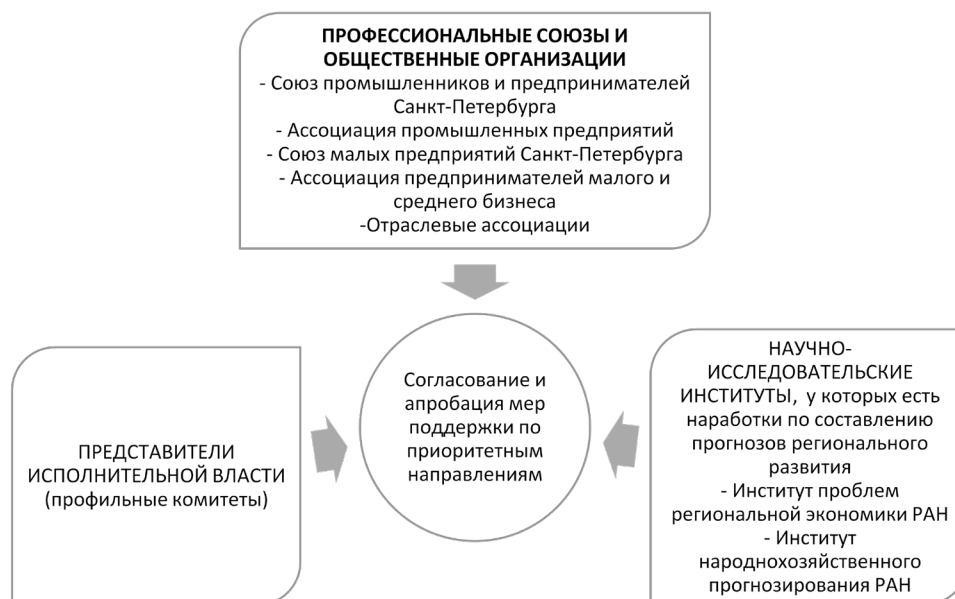 ПРОФЕССИОНАЛЬНЫЕ СОЮЗЫ И
ОБЩЕСТВЕННЫЕ ОРГАНИЗАЦИИ
- Союз промышленников и предпринимателей
Санкт-Петербурга
- Ассоциация промышленных предприятий
- Союз малых предприятий Санкт-Петербурга
- Ассоциация предпринимателей малого и
среднего бизнеса
-Отраслевые ассоциации
ПРЕДСТАВИТЕЛИ
ИСПОЛНИТЕЛЬНОЙ ВЛАСТИ
(профильные комитеты)
Согласование и
апробация мер
поддержки по
приоритетным
направлениям
НАУЧНО-
ИССЛЕДОВАТЕЛЬСКИЕ
ИНСТИТУТЫ, у которых есть
наработки по составлению
прогнозов регионального
развития
- Институт проблем
региональной экономики РАН
- Институт
народнохозяйственного
прогнозирования РАН